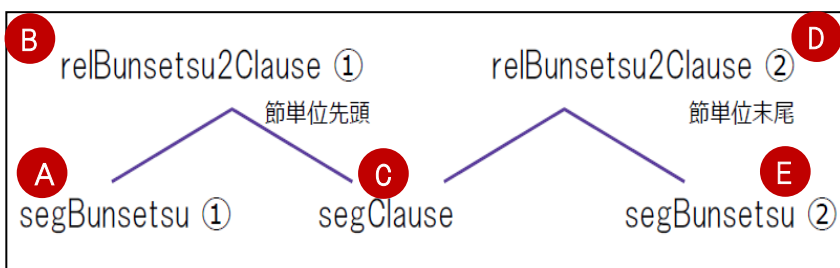 B
D
relBunsetsu2Clause ①
relBunsetsu2Clause ②
節単位先頭
節単位末尾
A
C
E
segBunsetsu ①
segClause
segBunsetsu ②